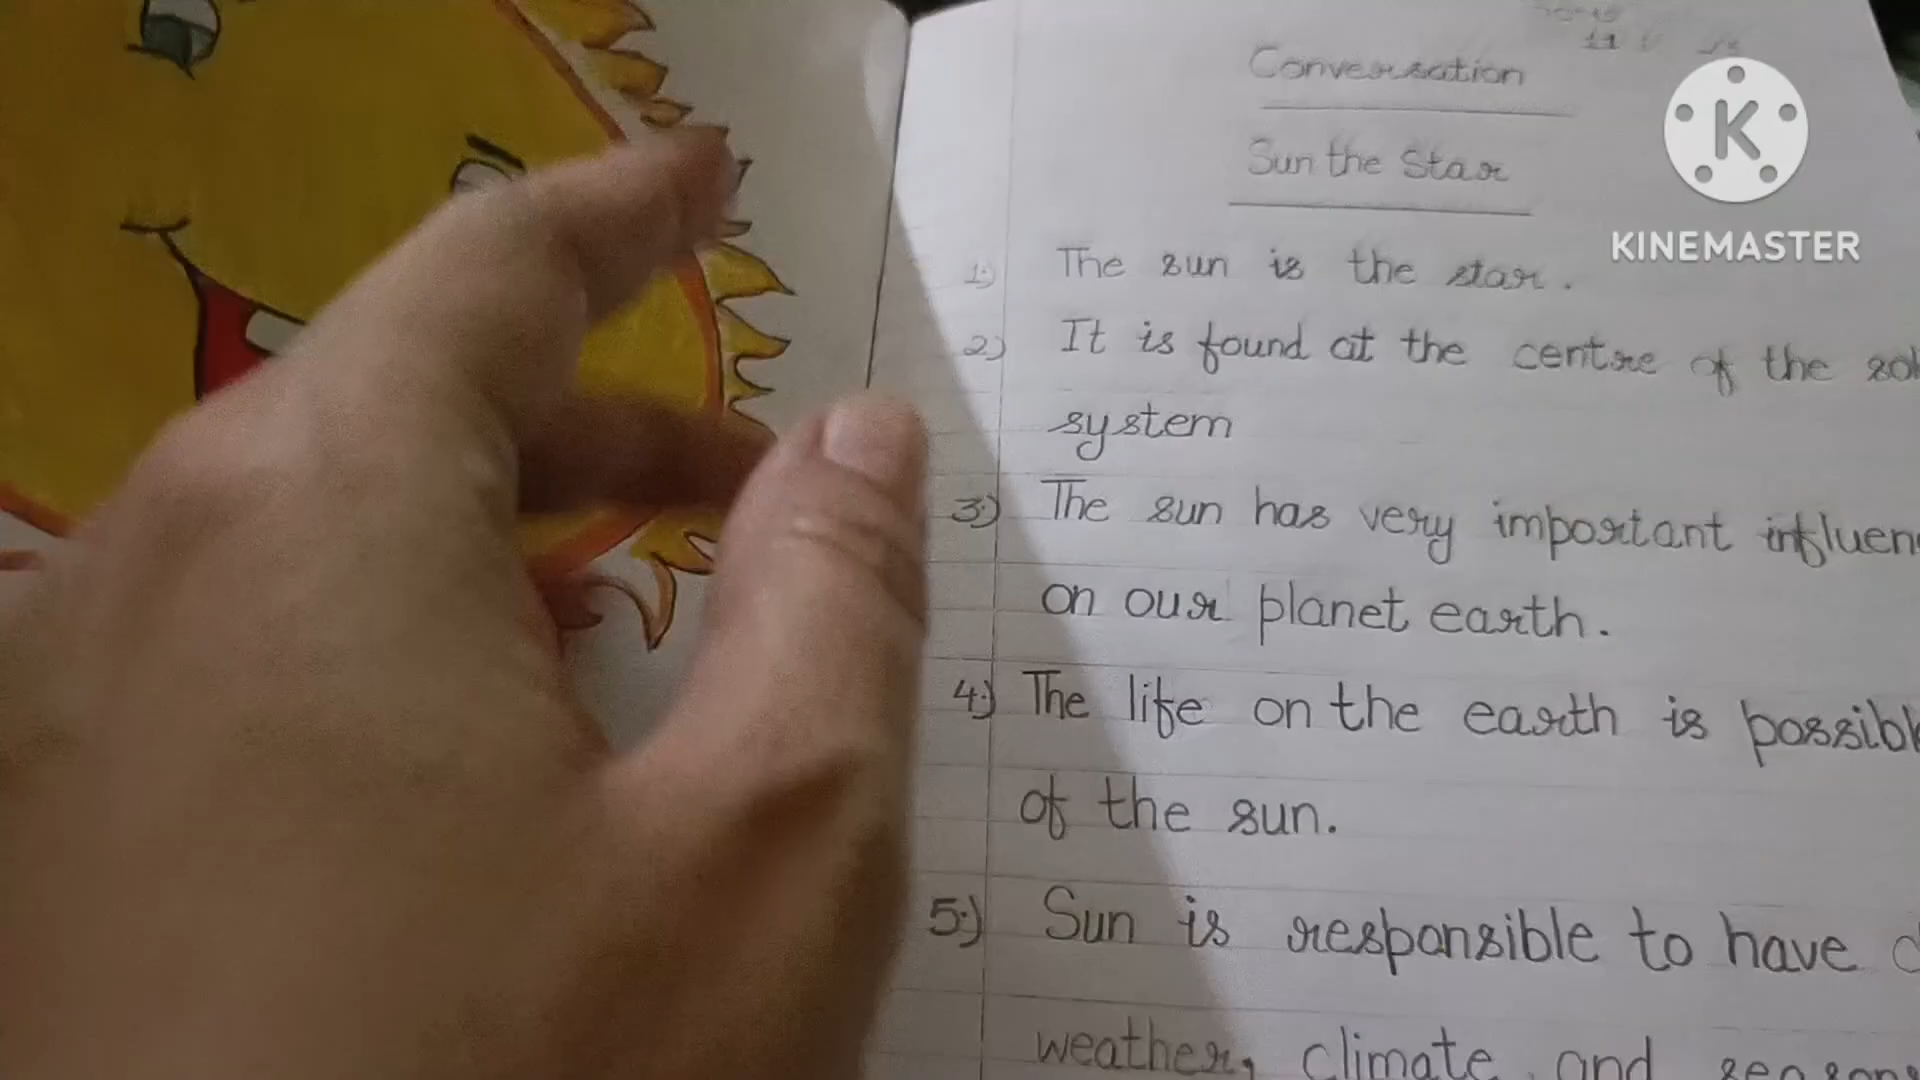 Conversation
Sun the Star
1.) The sun is the star.
2.) It is found at the centre of the
system
3.) The sun has very important
on our planet earth.
4.) The life on the earth is
of the sun.
5.) Sun is responsible to have
weather, climate and
KINEMASTER